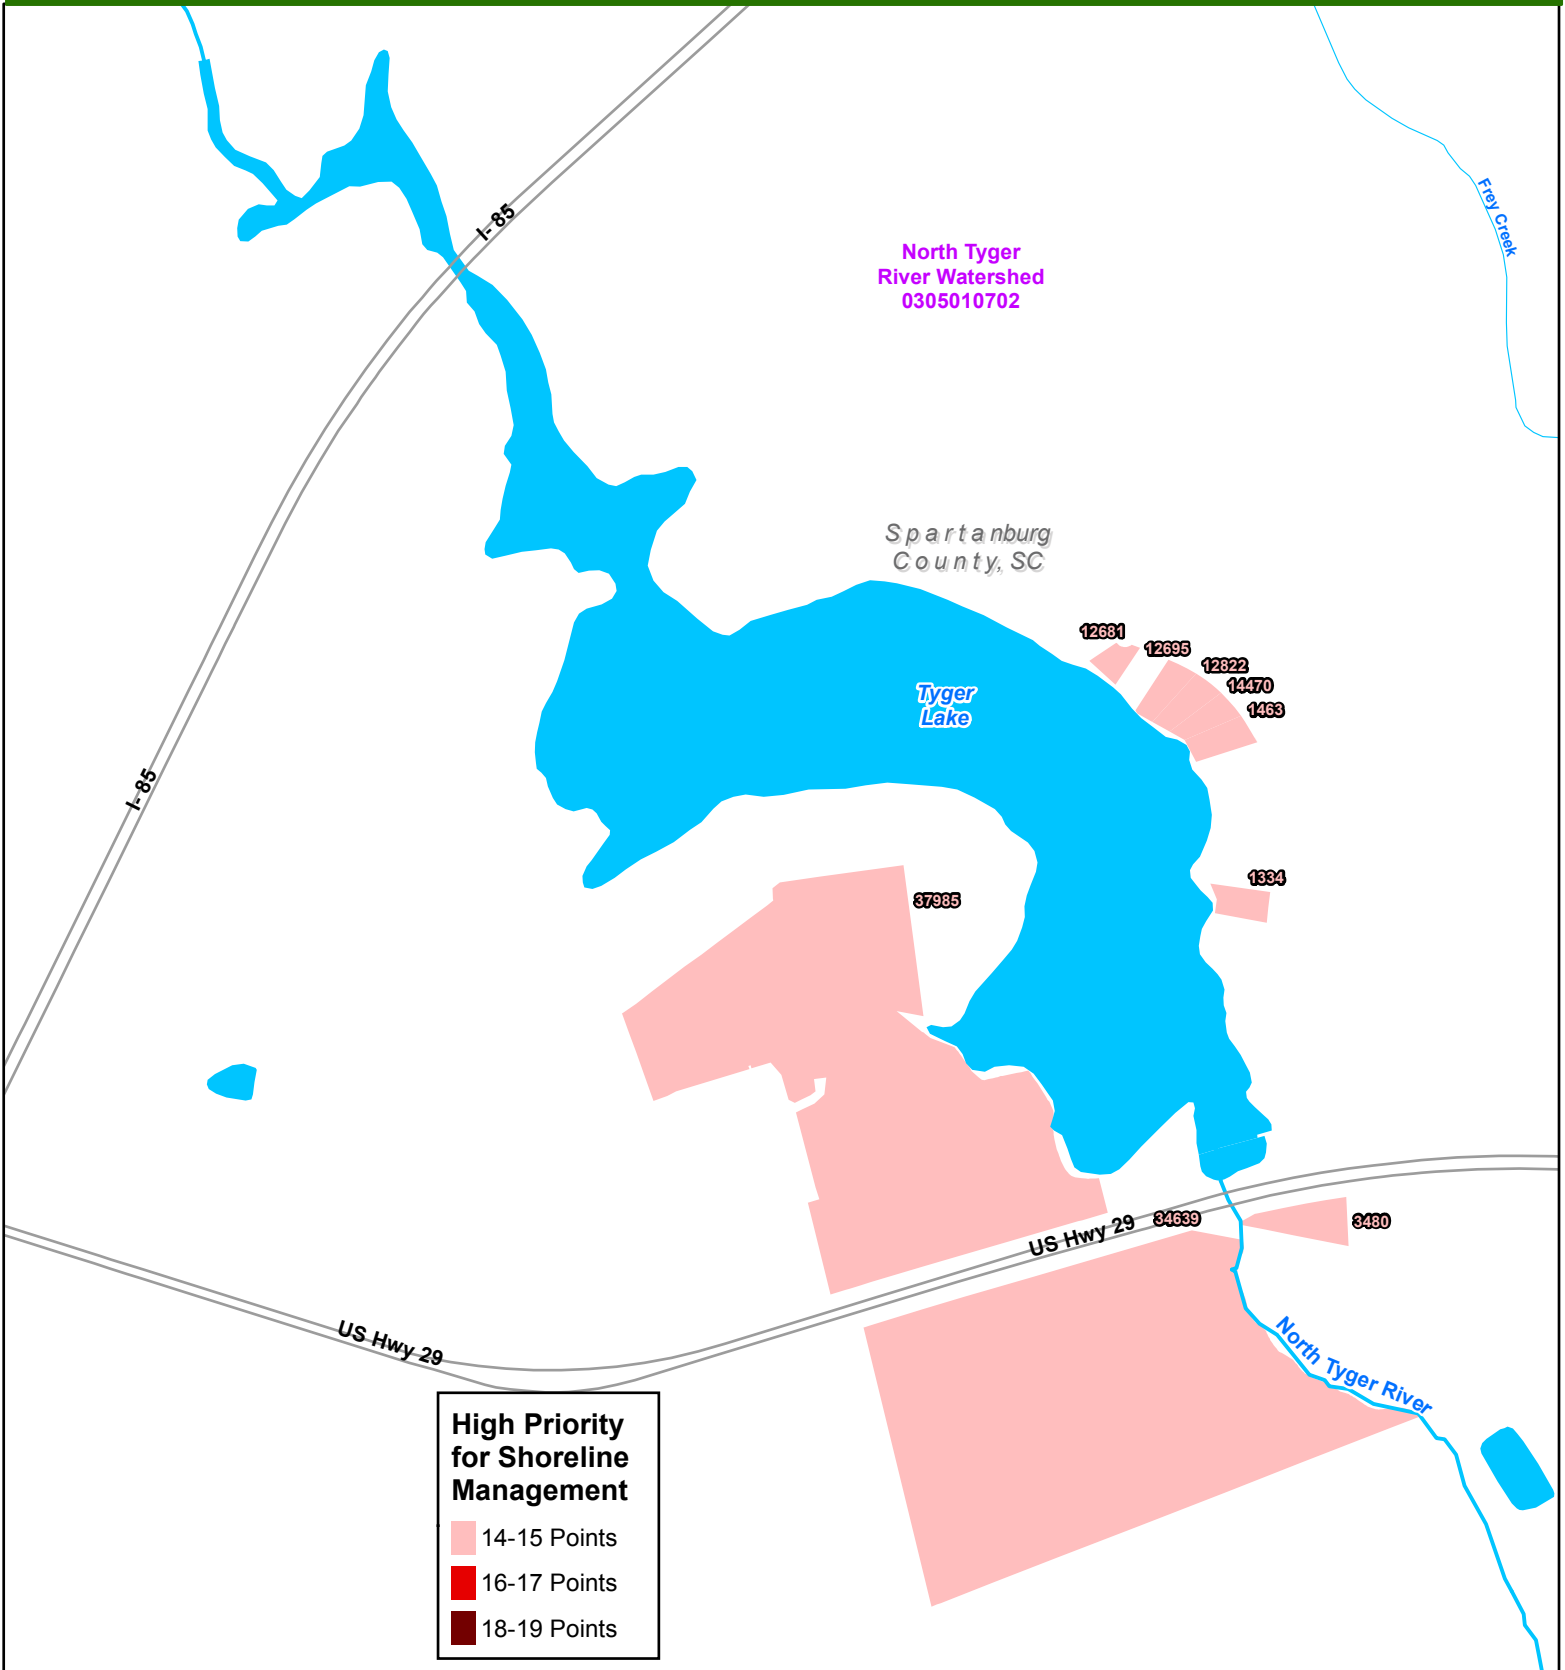 I- 85
Frey Creek
North Tyger
River Watershed
0305010702
Spartanburg
County, SC
12681
12695
12822
14470
1463
Tyger
Lake
I- 85
1334
37985
34639
3480
US Hwy 29
US Hwy 29
North Tyger River
High Priority
for Shoreline
Management
14-15 Points
16-17 Points
18-19 Points